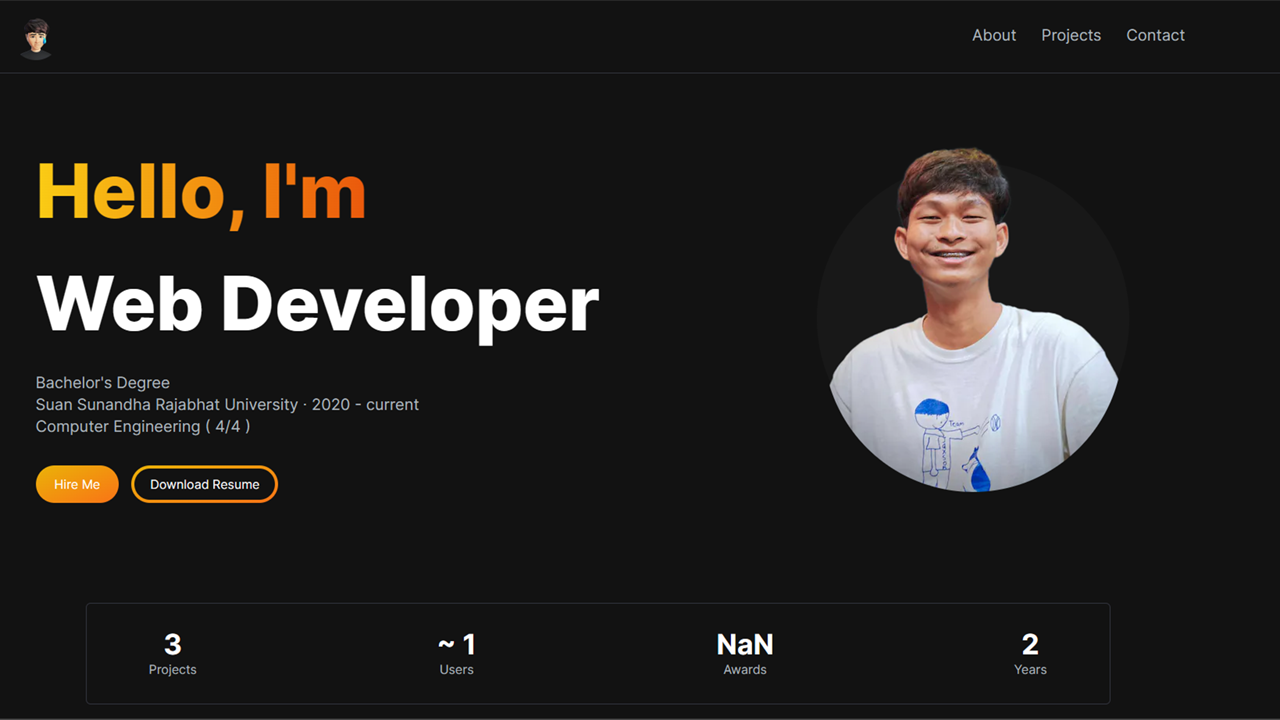 About Projects Contact
Hello, I'm
Web Developer
Bachelor's Degree
Suan Sunandha Rajabhat University · 2020 - current
Computer Engineering ( 4/4 )
Hire Me Download Resume
Team
3 ~ 1 NaN 2
Projects Users Awards Years